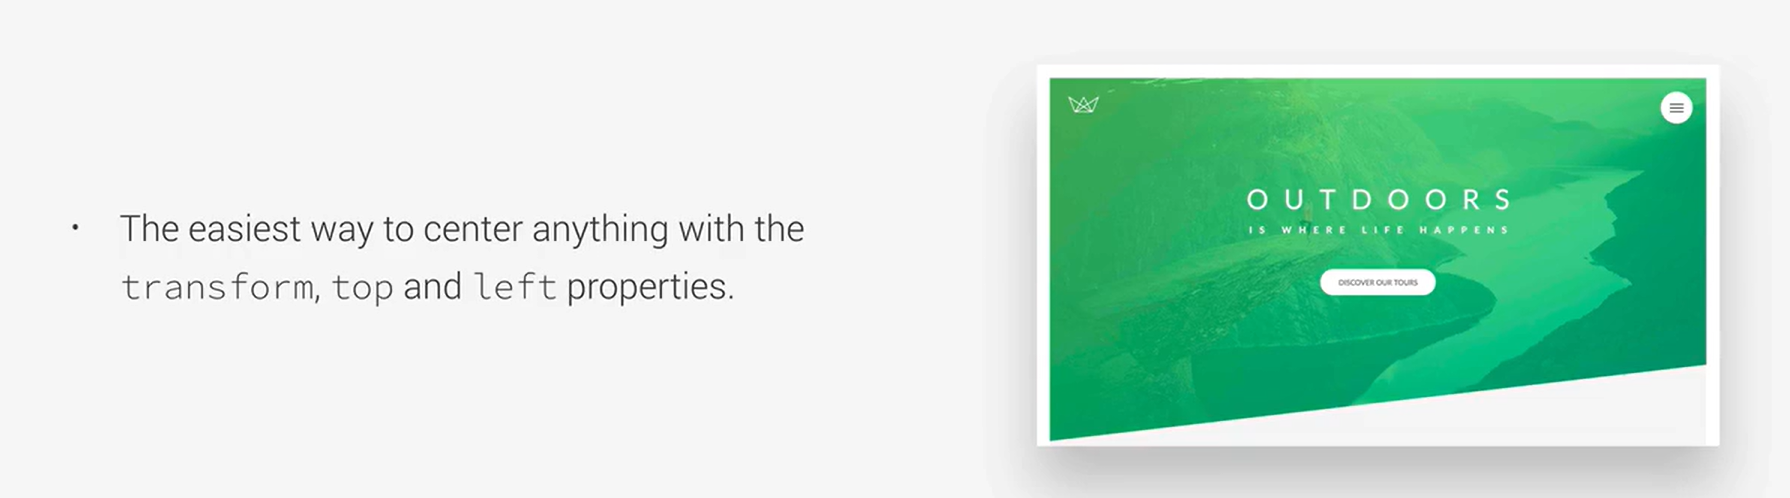 • The easiest way to center anything with the
transform, top and left properties.
OUTDOORS
IS WHERE LIFE HAPPENS
DISCOVER OUR TOURS